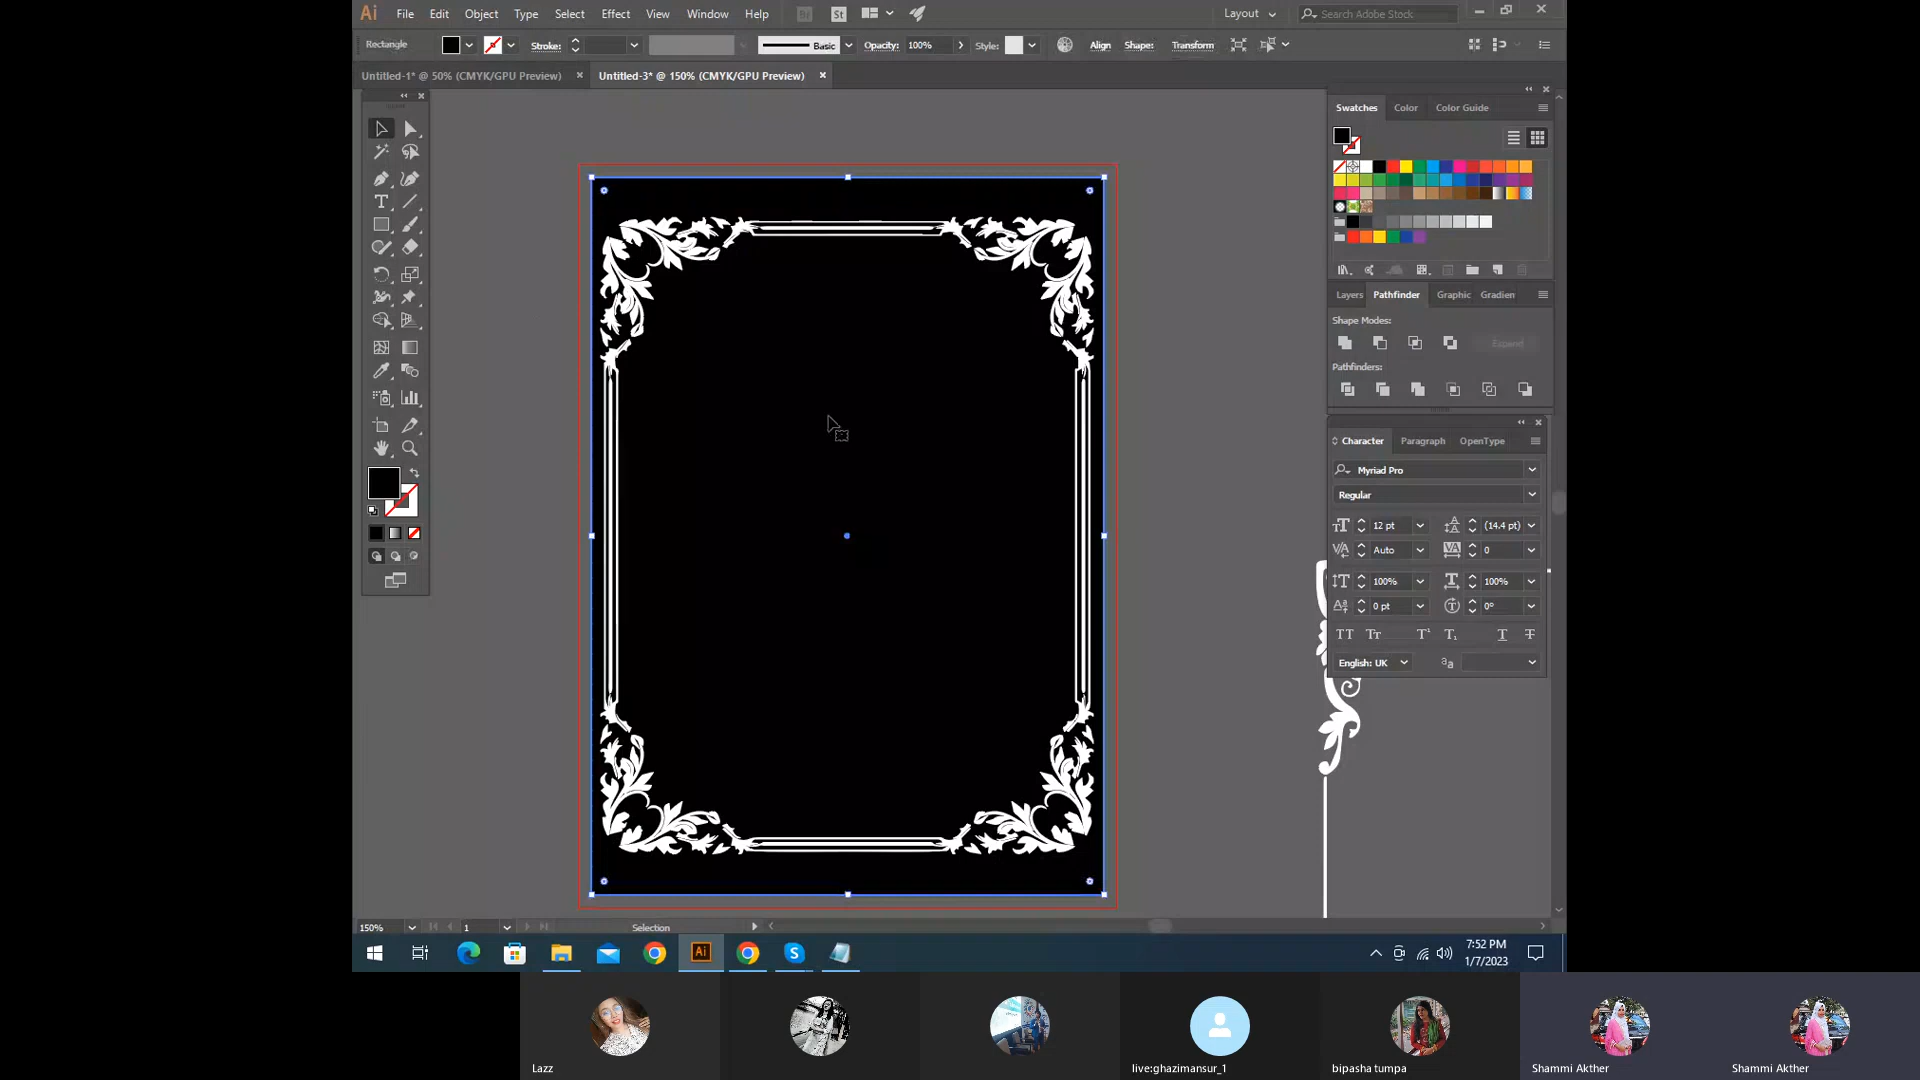 Ai File Edit Object Type Select Effect View Window Help Br St Layout Search Adobe Stock
Rectangle Stroke: Basic Opacity: 100% Style: Align Shape: Transform
Untitled-1* @ 50% (CMYK/GPU Preview) Untitled-3* @ 150% (CMYK/GPU Preview)
Swatches Color Color Guide
Layers Pathfinder Graphic Gradien
Shape Modes:
Expand
Pathfinders:
Character Paragraph OpenType
Myriad Pro
Regular
12 pt (14.4 pt)
Auto 0
100% 100%
0 pt 0°
English: UK
150% 1 Selection
Ai 7:52 PM
1/7/2023
Lazz live:ghazimansur_1 bipasha tumpa Shammi Akther Shammi Akther